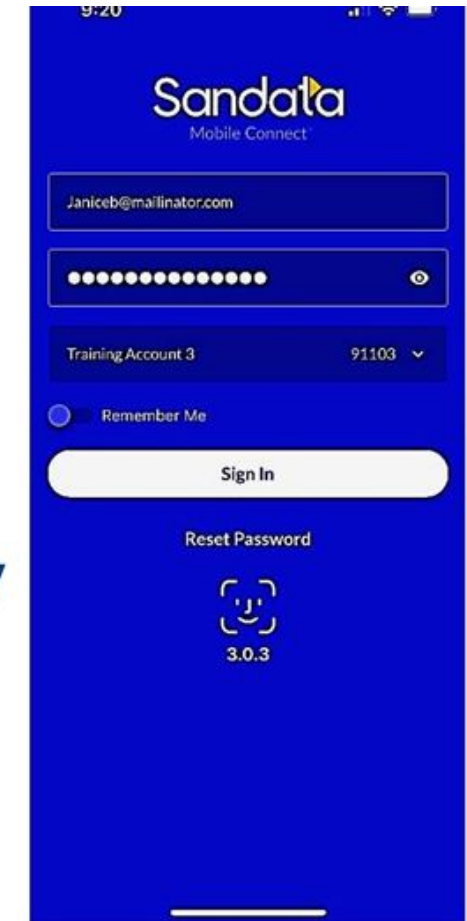 9:20
Sandata
Mobile Connect
Janiceb@mailinator.com
Training Account 3 91103
Remember Me
Sign In
Reset Password
3.0.3